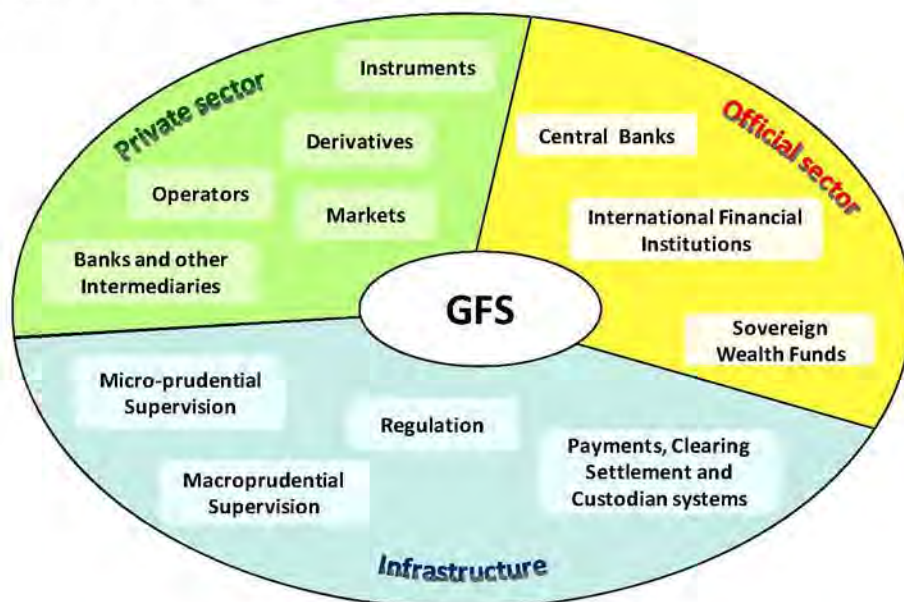 Private sector
Instruments
Derivatives
Operators
Markets
Banks and other
Intermediaries
Official sector
Central Banks
International Financial
Institutions
Sovereign
Wealth Funds
GFS
Micro-prudential
Supervision
Regulation
Macroprudential
Supervision
Payments, Clearing
Settlement and
Custodian systems
Infrastructure